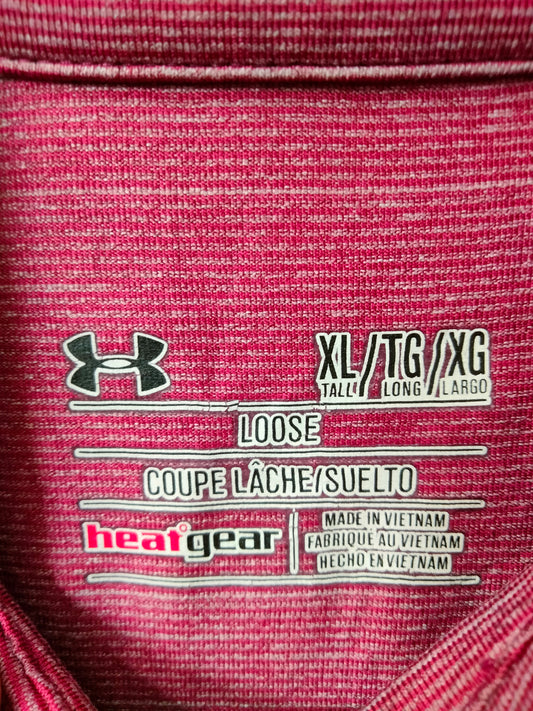 XL/TG/XG
TALL LONG LARGO
LOOSE
COUPE LÂCHE/SUELTO
heatgear
MADE IN VIETNAM
FABRIQUE AU VIETNAM
HECHO EN VIETNAM